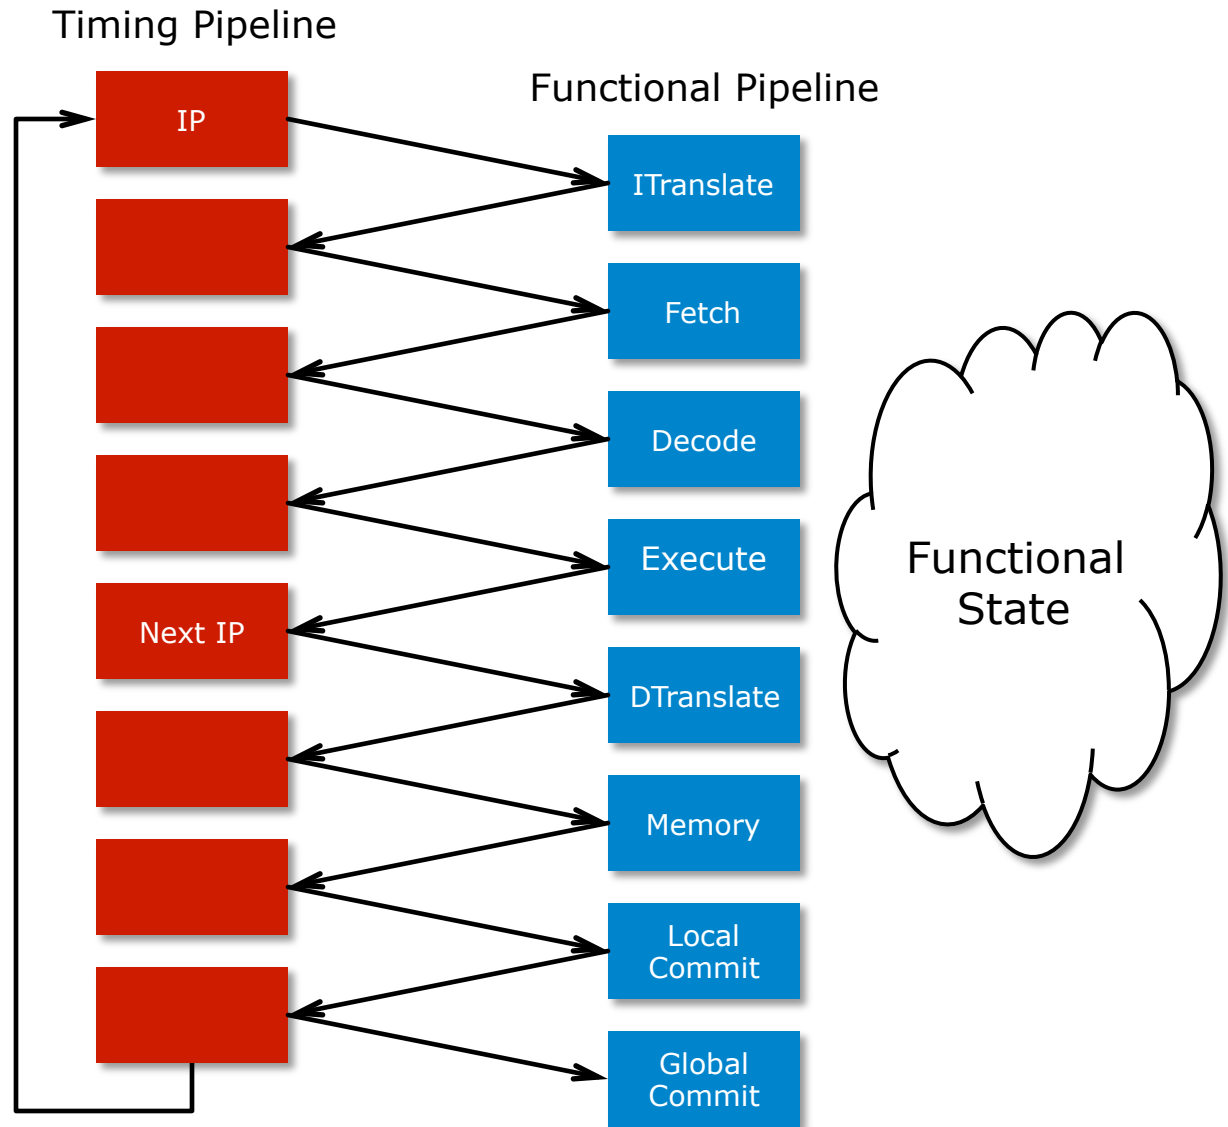 Timing Pipeline
Functional Pipeline
IP
ITranslate
Fetch
Decode
Execute
Next IP
DTranslate
Memory
Local
Commit
Global
Commit
Functional
State